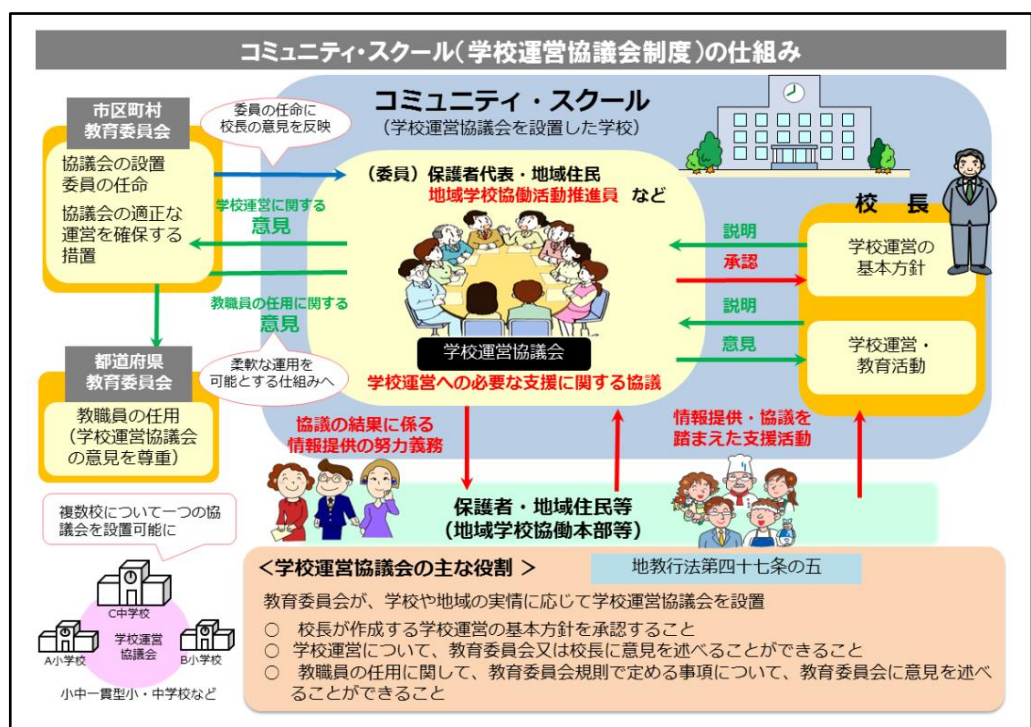 コミュニティ・スクール(学校運営協議会制度)の仕組み
市区町村
教育委員会
協議会の設置
委員の任命
協議会の適正な
運営を確保する
措置
委員の任命に
校長の意見を反映
学校運営に関する
意見
教職員の任用に関する
意見
柔軟な運用を
可能とする仕組みへ
都道府県
教育委員会
教職員の任用
(学校運営協議会
の意見を尊重)
コミュニティ・スクール
(学校運営協議会を設置した学校)
(委員)保護者代表・地域住民
地域学校協働活動推進員 など
学校運営協議会
学校運営への必要な支援に関する協議
説明
承認
説明
意見
校 長
学校運営の
基本方針
学校運営・
教育活動
協議の結果に係る
情報提供の努力義務
情報提供・協議を
踏まえた支援活動
保護者・地域住民等
(地域学校協働本部等)
複数校について一つの協
議会を設置可能に
C中学校
学校運営
協議会
A小学校
B小学校
小中一貫型小・中学校など
<学校運営協議会の主な役割 >
地教行法第四十七条の五
教育委員会が、学校や地域の実情に応じて学校運営協議会を設置
○ 校長が作成する学校運営の基本方針を承認すること
○ 学校運営について、教育委員会又は校長に意見を述べることができること
○ 教職員の任用に関して、教育委員会規則で定める事項について、教育委員会に意見を述べ
ることができること